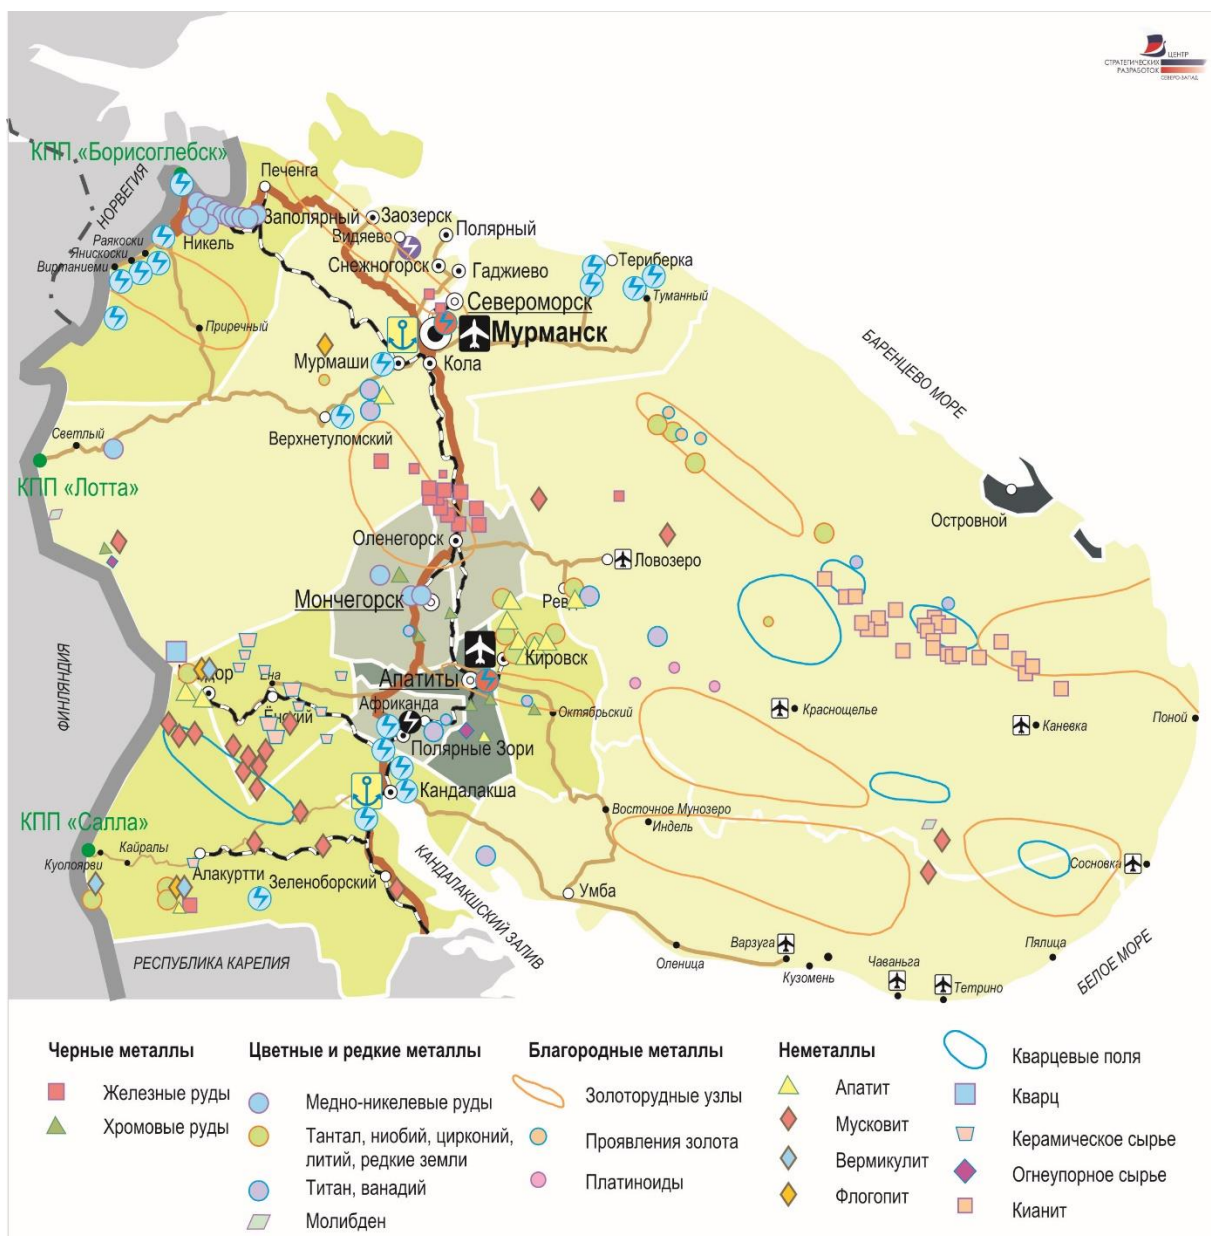 ЦЕНТР
СТРАТЕГИЧЕСКИХ
РАЗРАБОТОК
СЕВЕРО-ЗАПАД
КПП «Борисоглебск»
НОРВЕГИЯ
Печенга
Заполярный
Заозерск
Видяево
Полярный
Никель
Раякоски
Янискоски
Виртаниеми
Снежногорск
Гаджиево
Териберка
Туманный
Североморск
Приречный
Мурманск
Мурмаши
Кола
БАРЕНЦЕВО МОРЕ
Верхнетуломский
Светлый
КПП «Лотта»
Островной
Оленегорск
Ловозеро
Мончегорск
Рев
Кировск
ФИНЛЯНДИЯ
Апатиты
Ена
Африканда
Октябрьский
Краснощелье
Каневка
Поной
Полярные Зори
Кандалакша
КПП «Салла»
Восточное Мунозеро
Индель
Куолоярви
Кайралы
Алакуртти
Зеленоборский
Сосновка
Умба
КАНДАЛАКШСКИЙ ЗАЛИВ
РЕСПУБЛИКА КАРЕЛИЯ
Оленица
Варзуга
Кузомень
Чаваньга
Тетрино
Пялица
БЕЛОЕ МОРЕ
Черные металлы
Железные руды
Хромовые руды
Цветные и редкие металлы
Медно-никелевые руды
Тантал, ниобий, цирконий,
литий, редкие земли
Титан, ванадий
Молибден
Благородные металлы
Золоторудные узлы
Проявления золота
Платиноиды
Неметаллы
Апатит
Мусковит
Вермикулит
Флогопит
Кварцевые поля
Кварц
Керамическое сырье
Огнеупорное сырье
Кианит